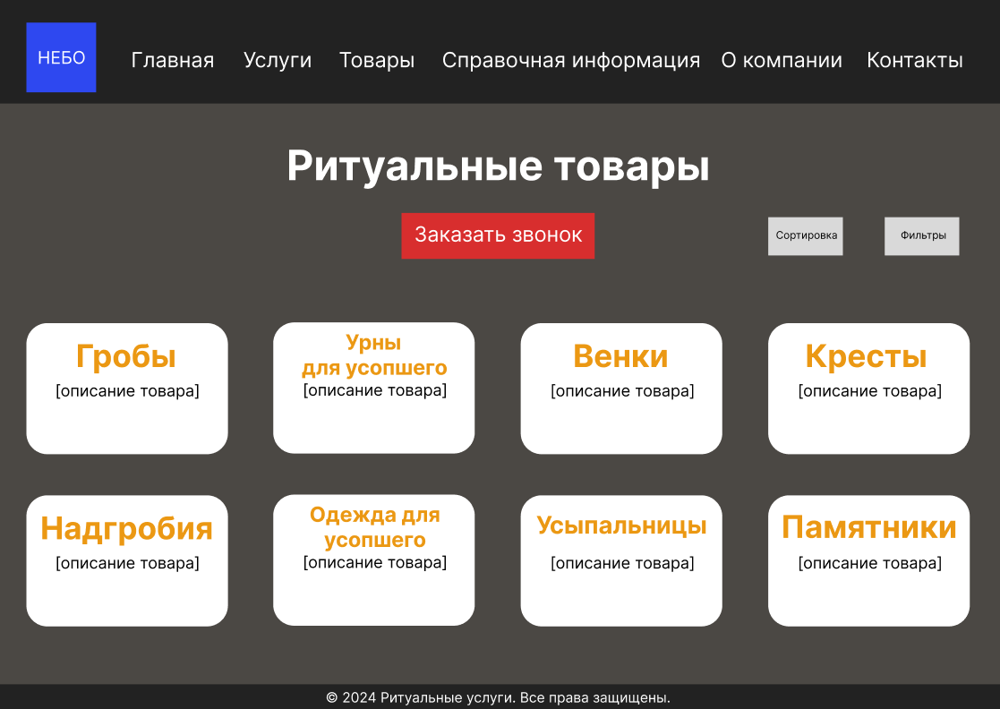 НЕБО
Главная Услуги Товары Справочная информация О компании Контакты
Ритуальные товары
Заказать звонок
Сортировка
Фильтры
Гробы
[описание товара]
Урны
для усопшего
[описание товара]
Венки
[описание товара]
Кресты
[описание товара]
Надгробия
[описание товара]
Одежда для
усопшего
[описание товара]
Усыпальницы
[описание товара]
Памятники
[описание товара]
© 2024 Ритуальные услуги. Все права защищены.